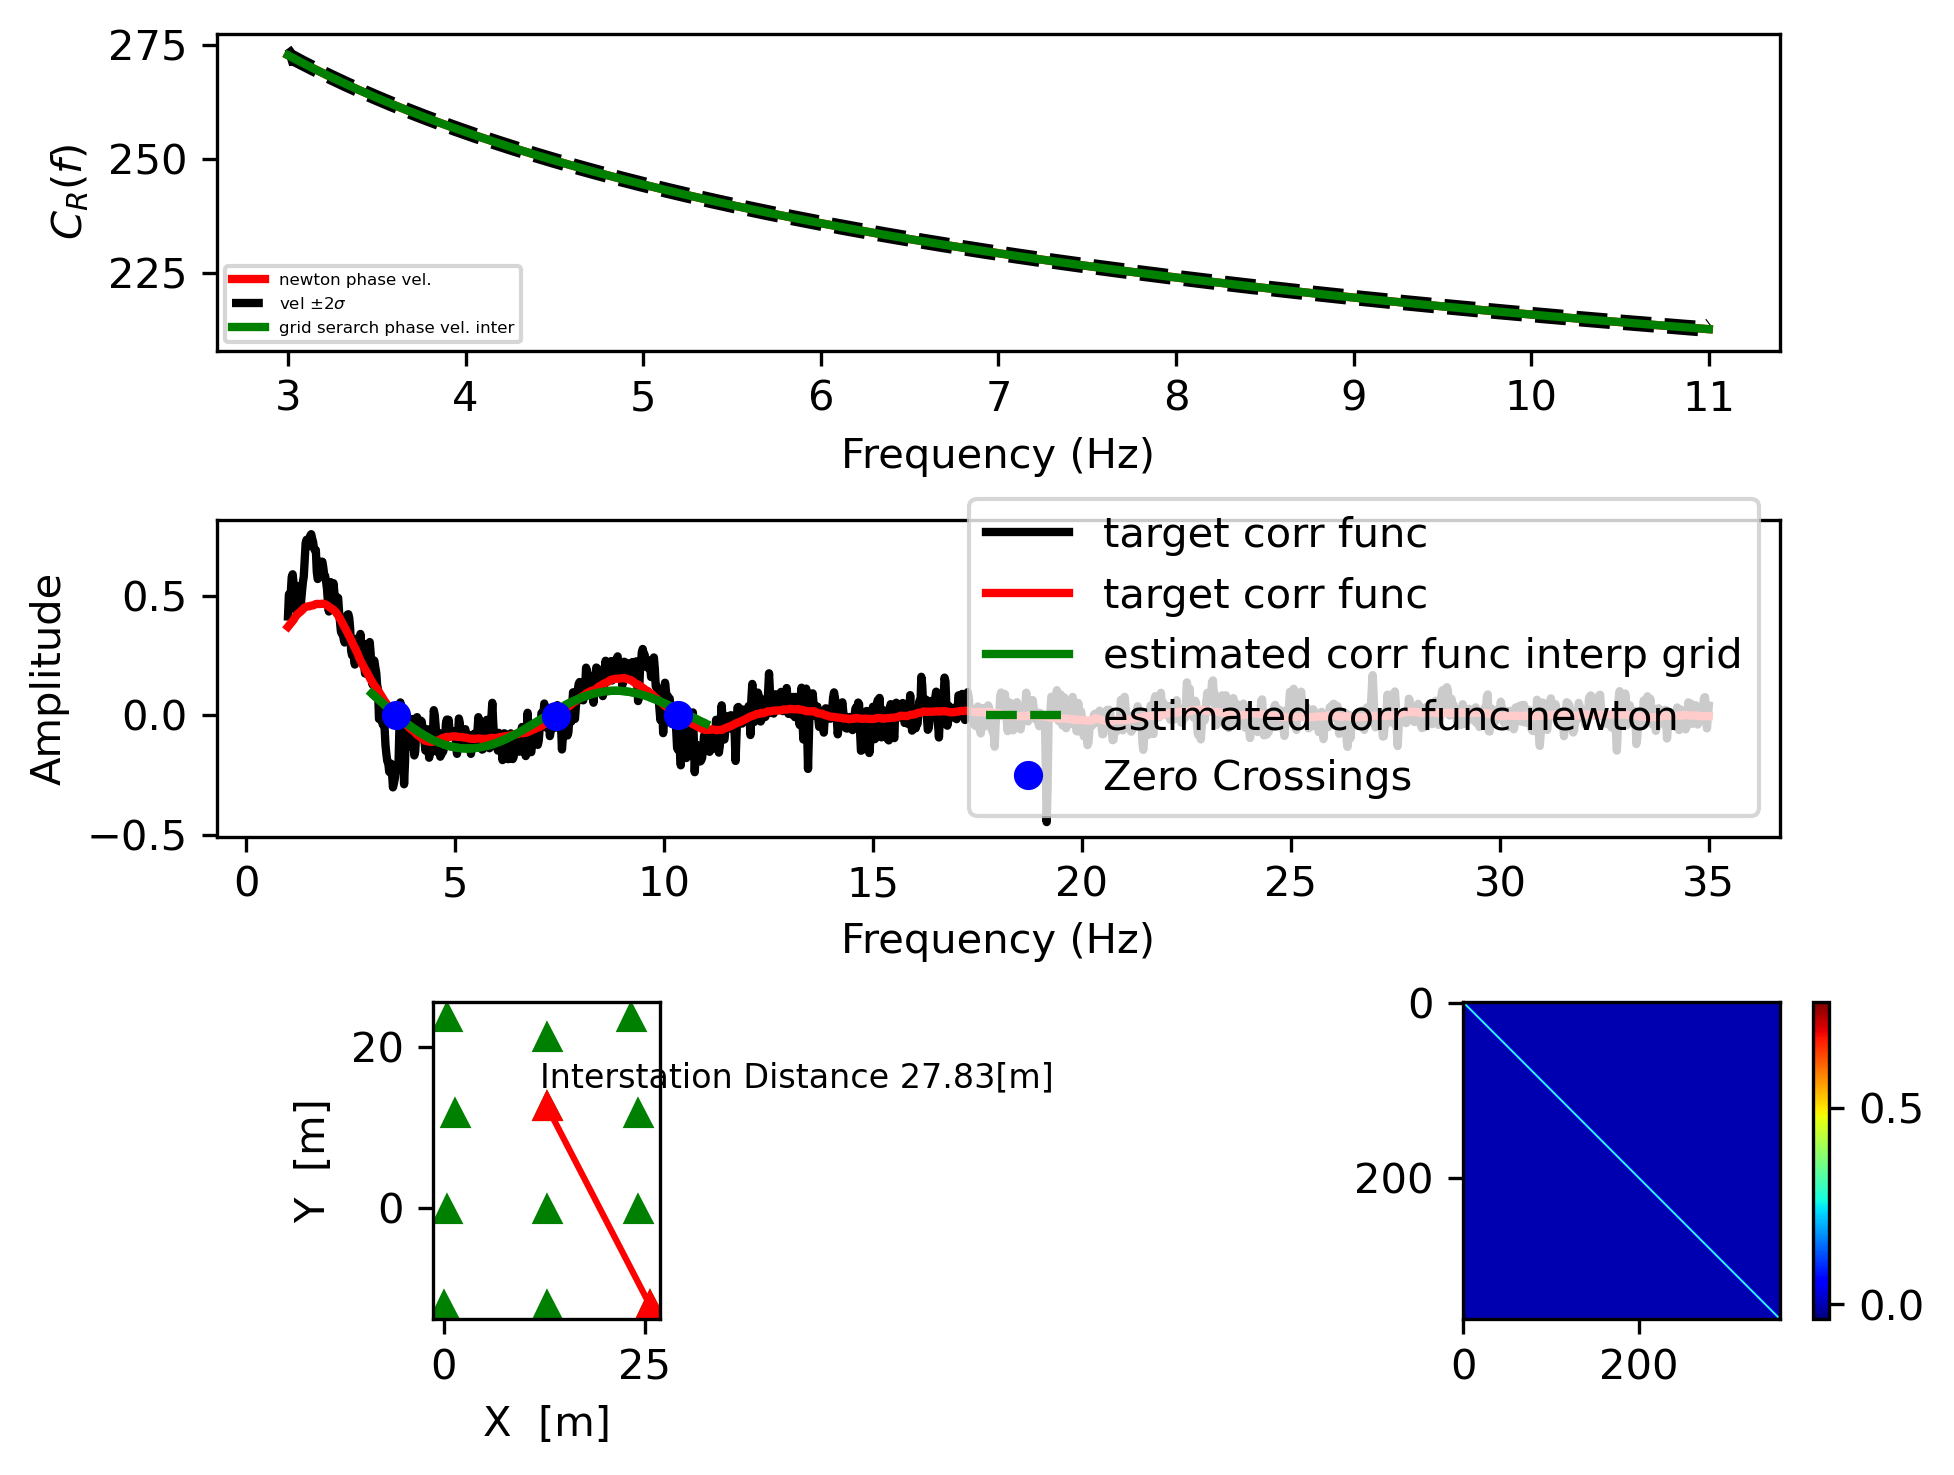 275
250
225
C_R(f)
newton phase vel.
vel ±2σ
grid serarch phase vel. inter
3 4 5 6 7 8 9 10 11
Frequency (Hz)
0.5
0.0
−0.5
Amplitude
target corr func
target corr func
estimated corr func interp grid
estimated corr func newton
Zero Crossings
0 5 10 15 20 25 30 35
Frequency (Hz)
20
0
Y [m]
Interstation Distance 27.83[m]
0 25
X [m]
0
200
0 200
0.5
0.0